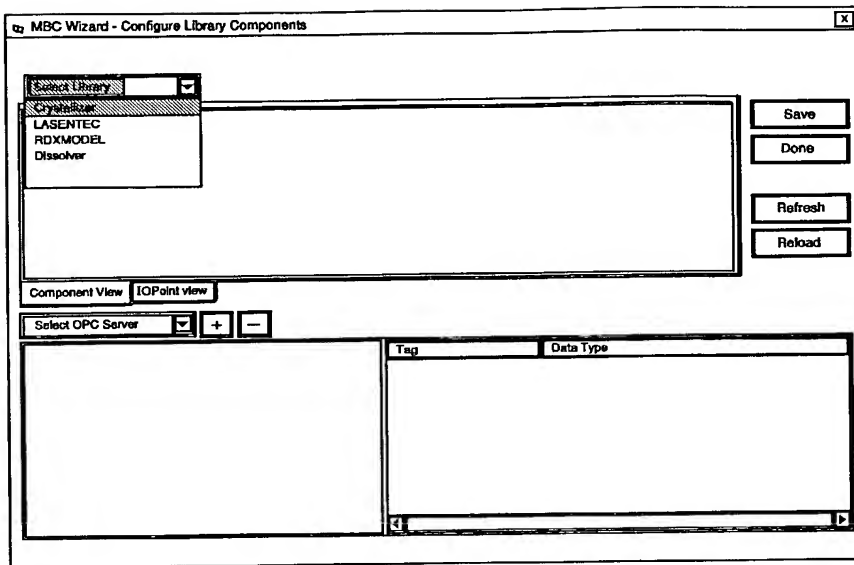 MBC Wizard - Configure Library Components
X
Select Library
Crystallizer
LASENTEC
RDXMODEL
Dissolver
Save
Done
Refresh
Reload
Component View IOPoint view
Select OPC Server + −
Tag Data Type